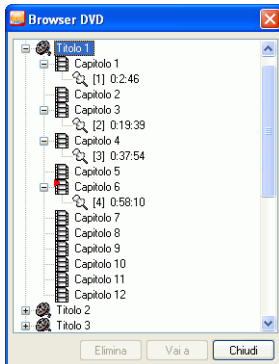 Browser DVD
Titolo 1
Capitolo 1
[1] 0:2:46
Capitolo 2
Capitolo 3
[2] 0:19:39
Capitolo 4
[3] 0:37:54
Capitolo 5
Capitolo 6
[4] 0:58:10
Capitolo 7
Capitolo 8
Capitolo 9
Capitolo 10
Capitolo 11
Capitolo 12
Titolo 2
Titolo 3
Elimina Vai a Chiudi